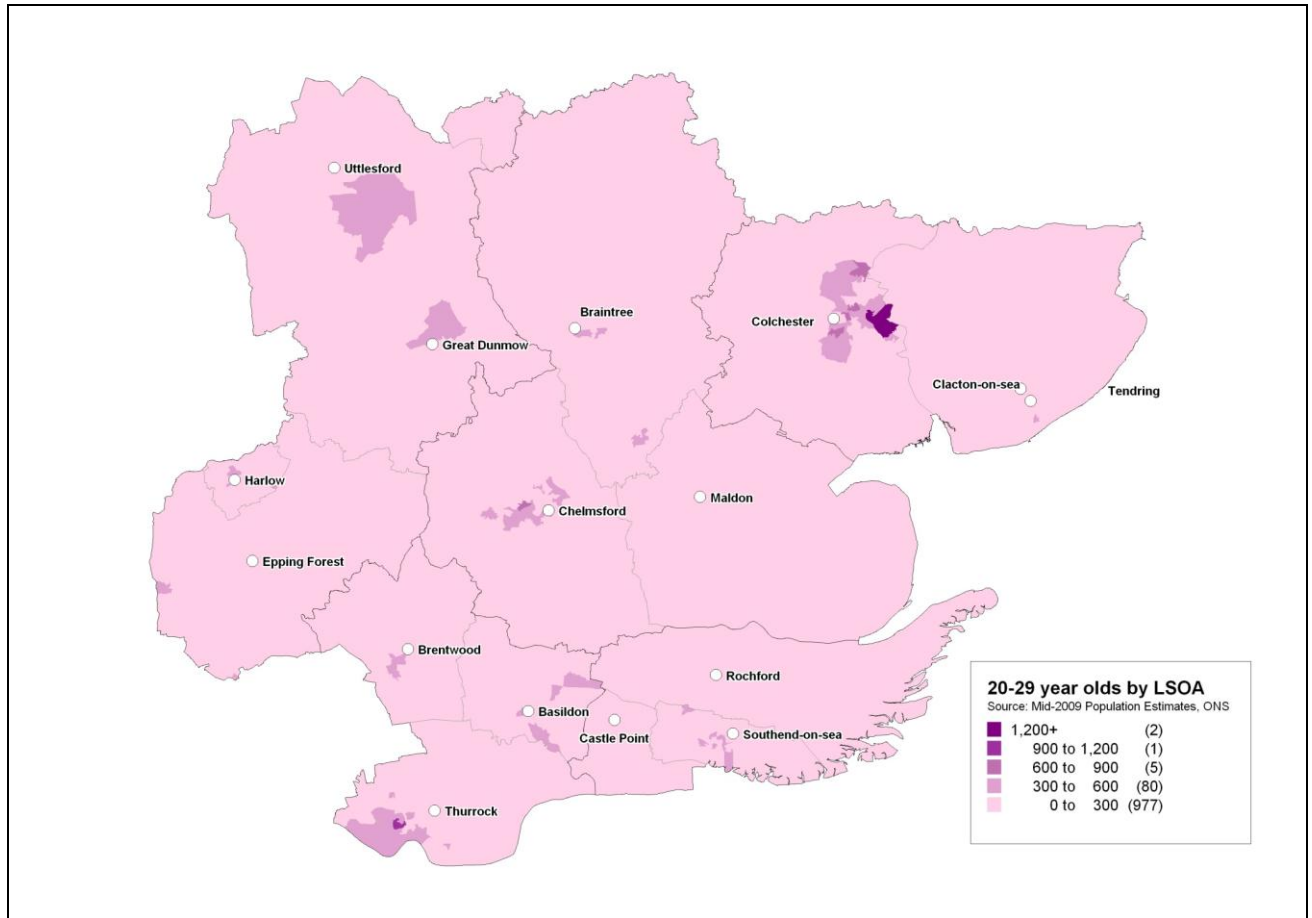 Uttlesford
Braintree
Colchester
Great Dunmow
Clacton-on-sea
Tendring
Harlow
Maldon
Chelmsford
Epping Forest
Brentwood
Rochford
Basildon
Castle Point
Southend-on-sea
Thurrock
20-29 year olds by LSOA
Source: Mid-2009 Population Estimates, ONS
1,200+ (2)
900 to 1,200 (1)
600 to 900 (5)
300 to 600 (80)
0 to 300 (977)